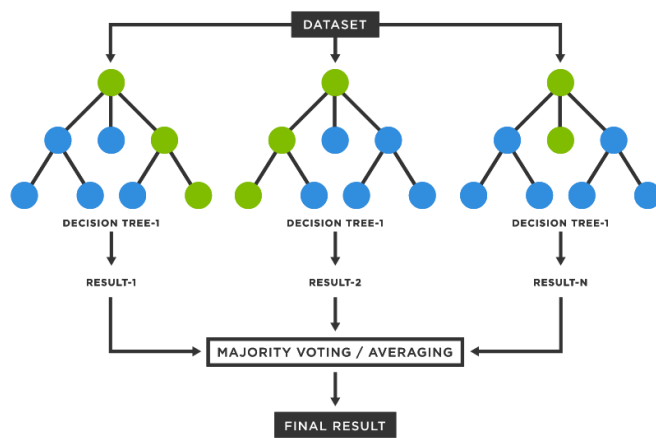 DATASET
DECISION TREE-1
DECISION TREE-1
DECISION TREE-1
RESULT-1
RESULT-2
RESULT-N
MAJORITY VOTING / AVERAGING
FINAL RESULT